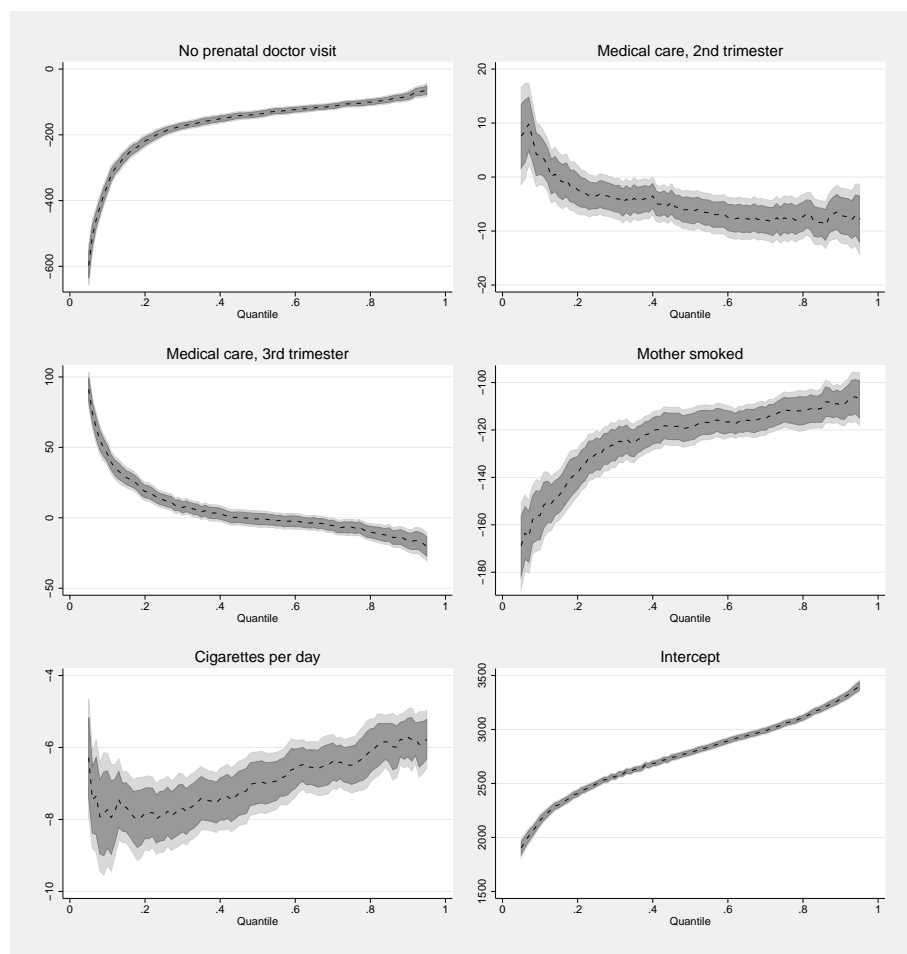 No prenatal doctor visit
0
−200
−400
−600
0 .2 .4 .6 .8 1
Quantile
Medical care, 2nd trimester
20
10
0
−10
−20
0 .2 .4 .6 .8 1
Quantile
Medical care, 3rd trimester
100
50
0
−50
0 .2 .4 .6 .8 1
Quantile
Mother smoked
−100
−120
−140
−160
−180
0 .2 .4 .6 .8 1
Quantile
Cigarettes per day
−4
−6
−8
−10
0 .2 .4 .6 .8 1
Quantile
Intercept
3500
3000
2500
2000
1500
0 .2 .4 .6 .8 1
Quantile